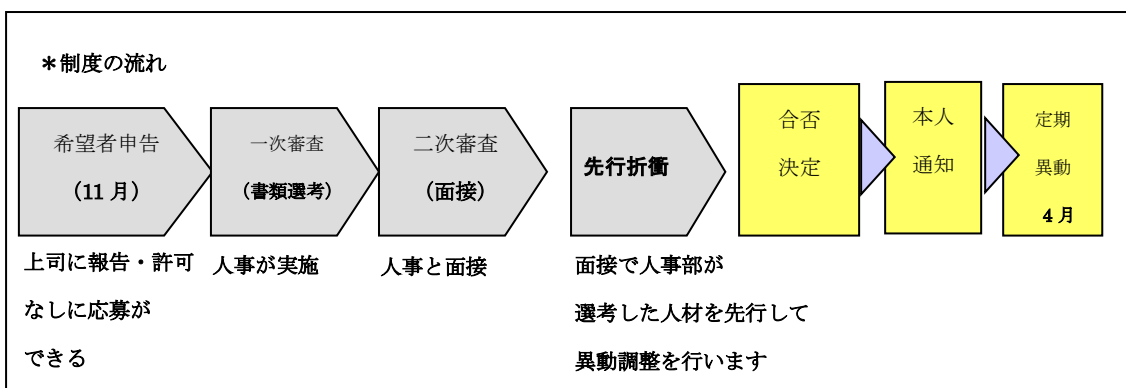 ＊制度の流れ
希望者申告
（11月）
一次審査
（書類選考）
二次審査
（面接）
先行折衝
合否
決定
本人
通知
定期
異動
4月
上司に報告・許可
なしに応募が
できる
人事が実施
人事と面接
面接で人事部が
選考した人材を先行して
異動調整を行います